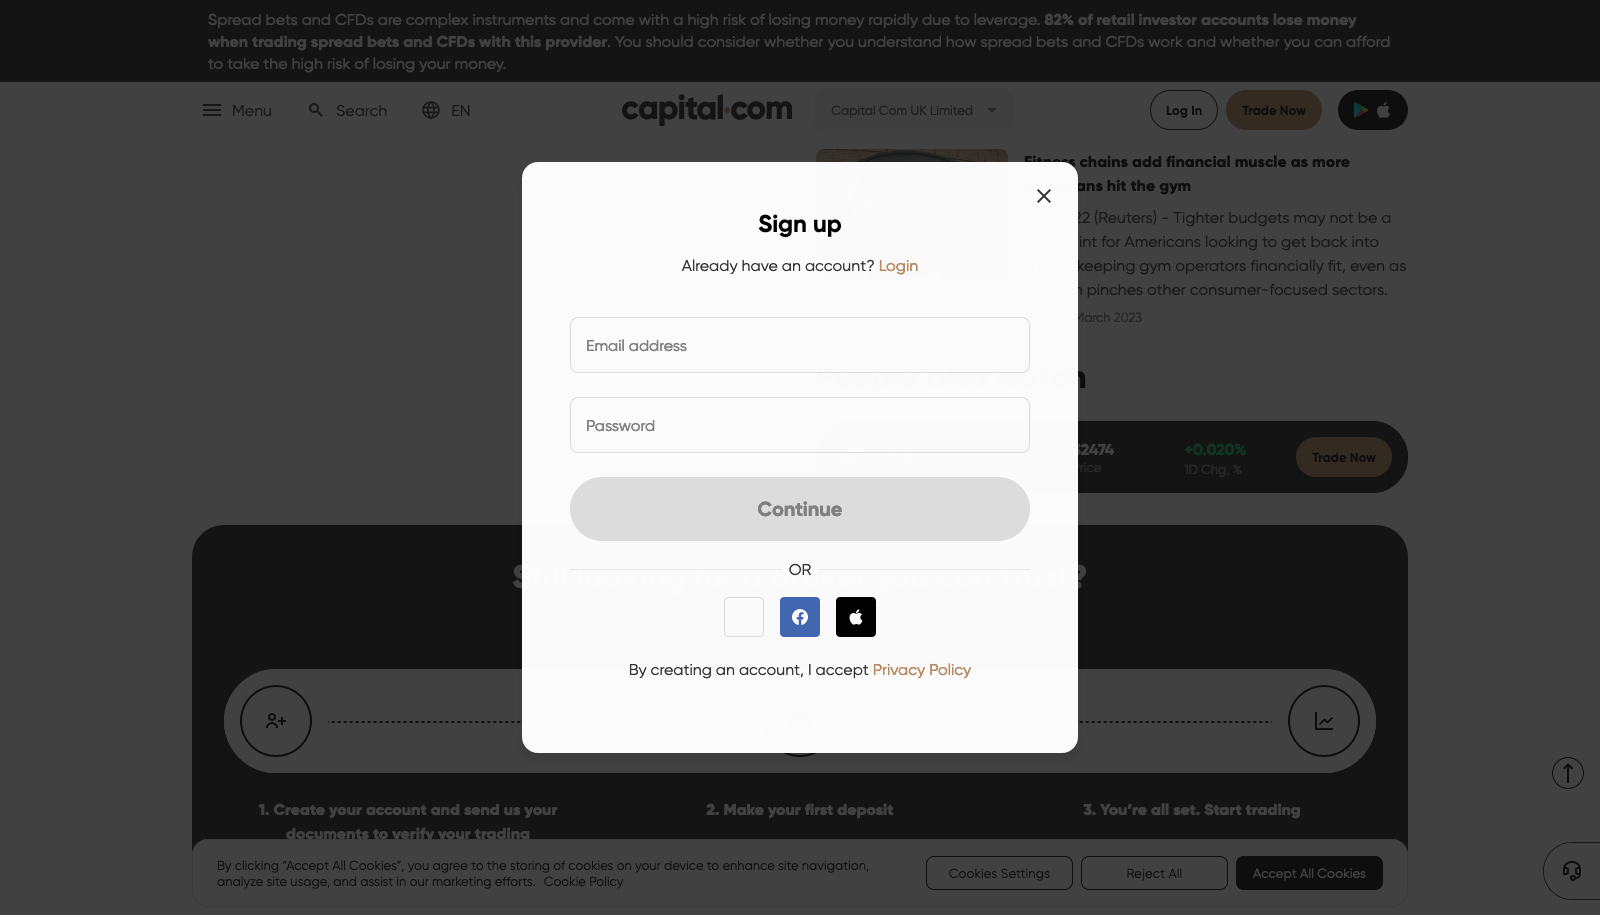 Spread bets and CFDs are complex instruments and come with a high risk of losing money rapidly due to leverage. 82% of retail investor accounts lose money
when trading spread bets and CFDs with this provider. You should consider whether you understand how spread bets and CFDs work and whether you can afford
to take the high risk of losing your money.
Menu
Search
EN
capital.com
Capital Com UK Limited
Log In
Trade Now
Fitness chains add financial muscle as more
ans hit the gym
22 (Reuters) - Tighter budgets may not be a
int for Americans looking to get back into
keeping gym operators financially fit, even as
pinches other consumer-focused sectors.
March 2023
Sign up
Already have an account? Login
Email address
Password
Continue
OR
By creating an account, I accept Privacy Policy
2474
+0.020%
Price
1D Chg, %
Trade Now
1. Create your account and send us your
documents to verify your trading
2. Make your first deposit
3. You're all set. Start trading
By clicking "Accept All Cookies", you agree to the storing of cookies on your device to enhance site navigation,
analyze site usage, and assist in our marketing efforts. Cookie Policy
Cookies Settings
Reject All
Accept All Cookies